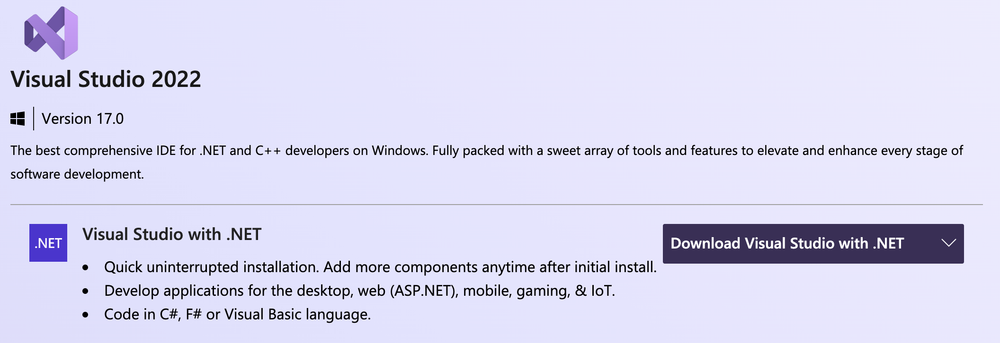 Visual Studio 2022
Version 17.0
The best comprehensive IDE for .NET and C++ developers on Windows. Fully packed with a sweet array of tools and features to elevate and enhance every stage of
software development.
.NET
Visual Studio with .NET
Download Visual Studio with .NET
• Quick uninterrupted installation. Add more components anytime after initial install.
• Develop applications for the desktop, web (ASP.NET), mobile, gaming, & IoT.
• Code in C#, F# or Visual Basic language.